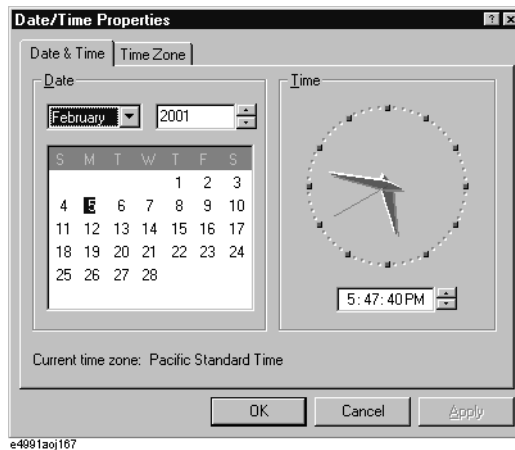 Date/Time Properties
Date & Time
Time Zone
Date
February
2001
S M T W T F S
1 2 3
4 5 6 7 8 9 10
11 12 13 14 15 16 17
18 19 20 21 22 23 24
25 26 27 28
Time
5:47:40 PM
Current time zone: Pacific Standard Time
OK
Cancel
Apply
e4991aoj167